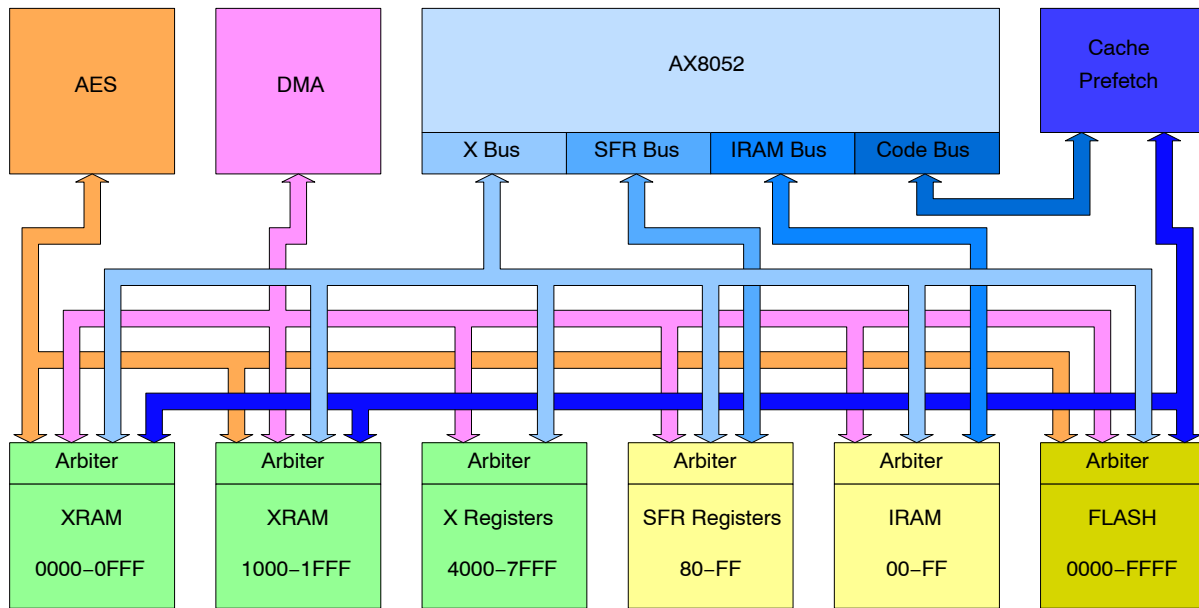 AES
DMA
AX8052
Cache
Prefetch
X Bus
SFR Bus
IRAM Bus
Code Bus
Arbiter
Arbiter
Arbiter
Arbiter
Arbiter
Arbiter
XRAM
XRAM
X Registers
SFR Registers
IRAM
FLASH
0000−0FFF
1000−1FFF
4000−7FFF
80−FF
00−FF
0000−FFFF